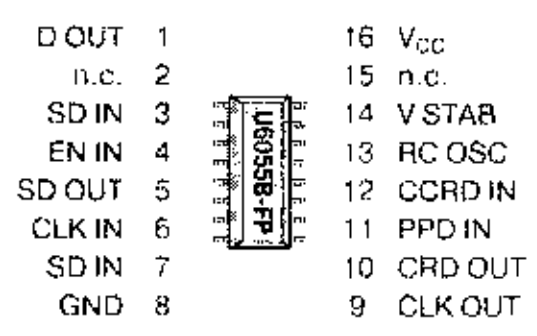 D OUT 1 16 VCC
n.c. 2 15 n.c.
SD IN 3 14 V STAB
EN IN 4 13 RC OSC
SD OUT 5 12 CCRD IN
CLK IN 6 11 PPD IN
SD IN 7 10 CRD OUT
GND 8 9 CLK OUT
U6055B-FP